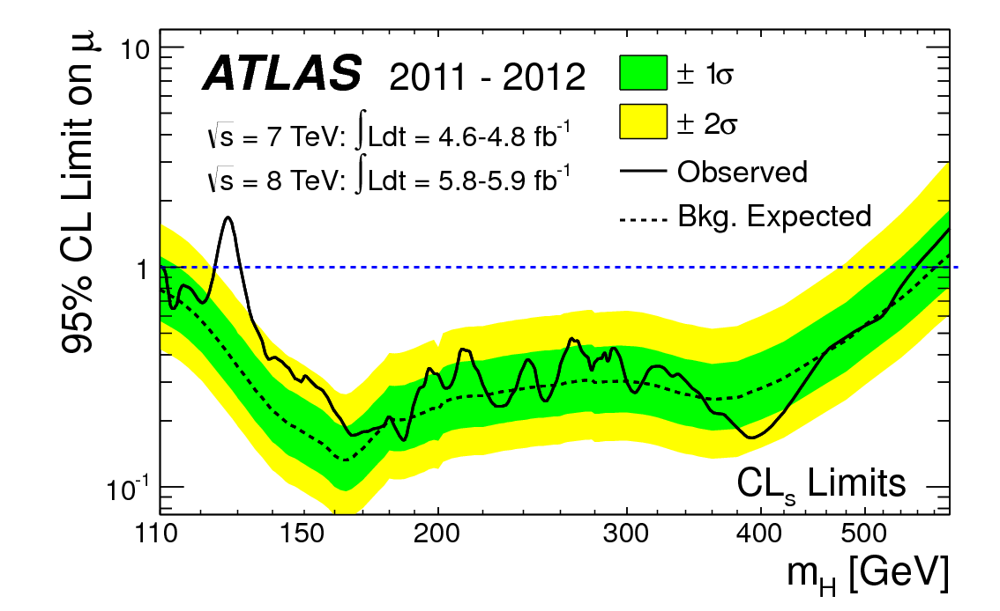 95% CL Limit on μ
10
1
10⁻¹
ATLAS 2011 - 2012
√s = 7 TeV: ∫Ldt = 4.6-4.8 fb⁻¹
√s = 8 TeV: ∫Ldt = 5.8-5.9 fb⁻¹
± 1σ
± 2σ
Observed
Bkg. Expected
CLₛ Limits
110 150 200 300 400 500
m_H [GeV]